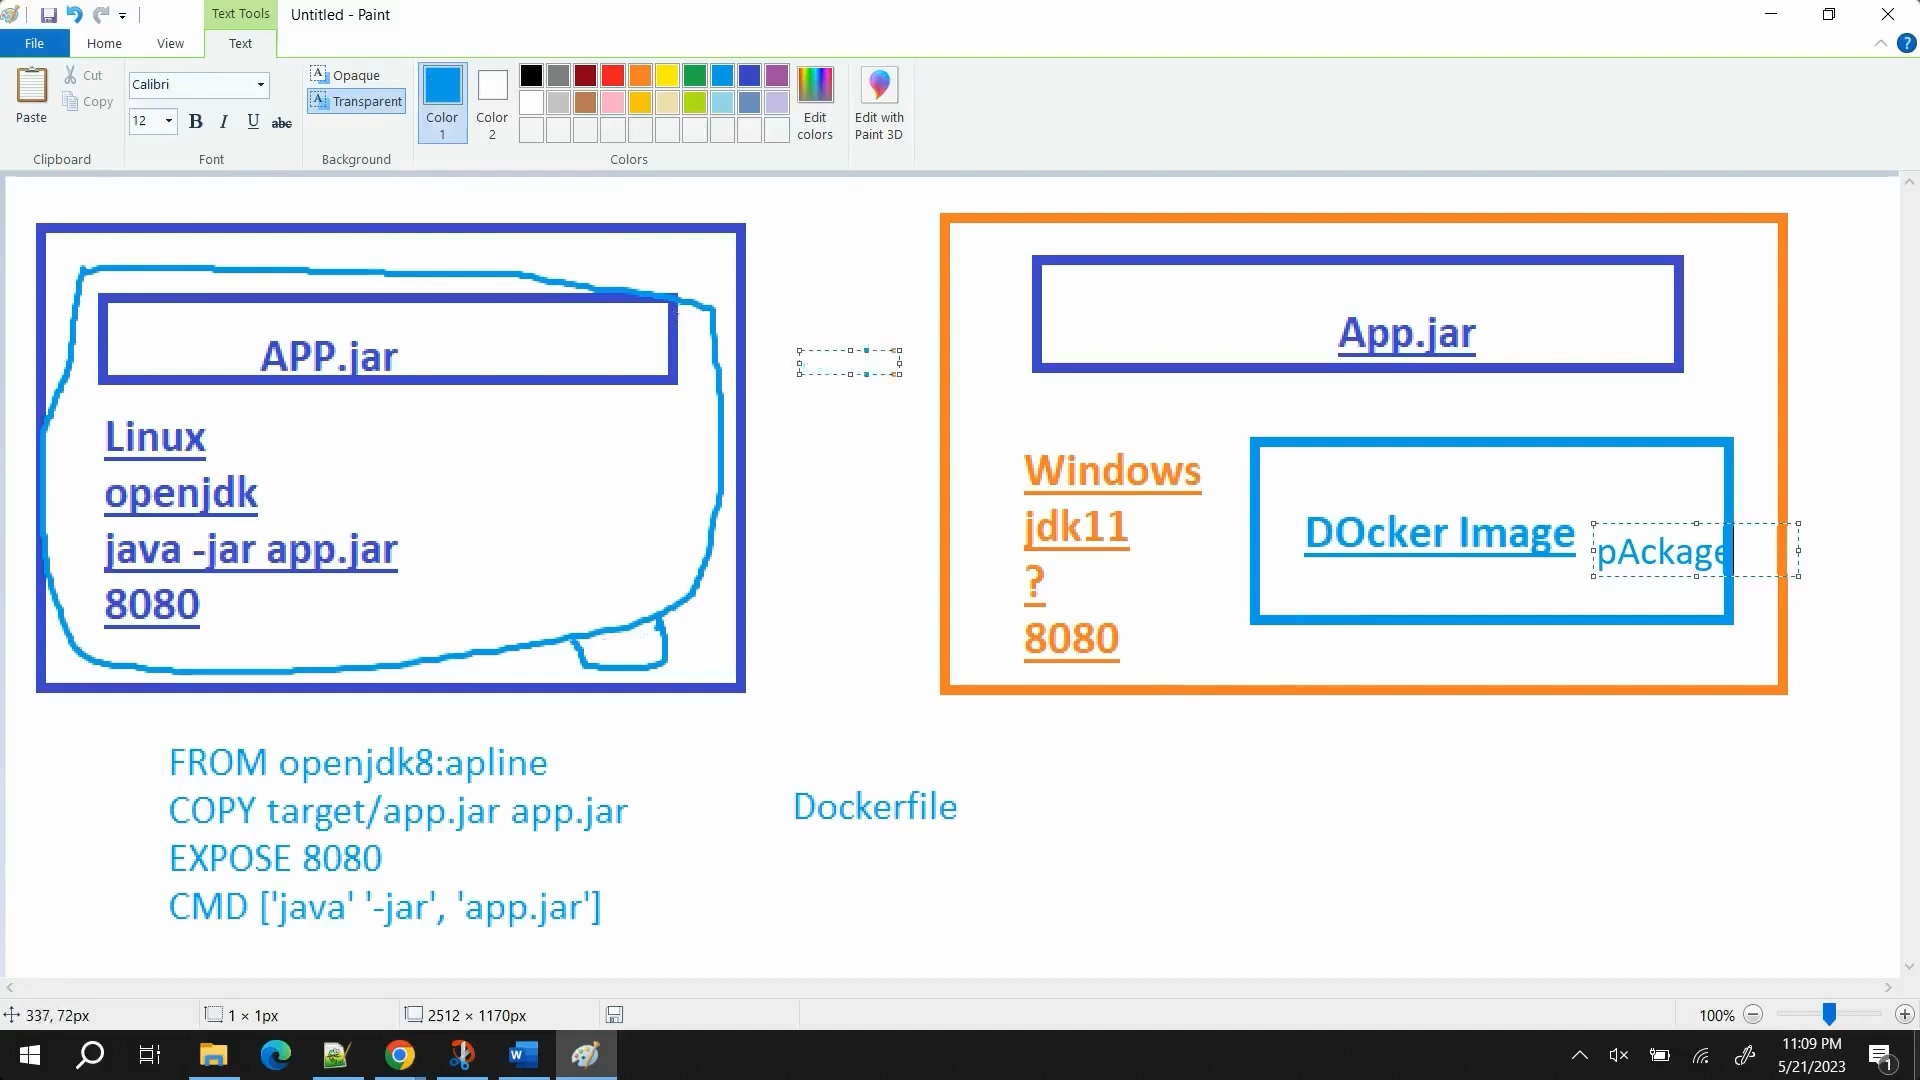 Text Tools
Untitled - Paint
File
Home
View
Text
Paste
Cut
Copy
Clipboard
Calibri
12
B I U abc
Font
Opaque
Transparent
Background
Color 1
Color 2
Edit colors
Edit with Paint 3D
Colors
APP.jar
Linux
openjdk
java -jar app.jar
8080
App.jar
Windows
jdk11
?
8080
DOcker Image
pAckage
FROM openjdk8:apline
COPY target/app.jar app.jar
EXPOSE 8080
CMD ['java' '-jar', 'app.jar']
Dockerfile
337, 72px
1 × 1px
2512 × 1170px
100%
11:09 PM
5/21/2023
1